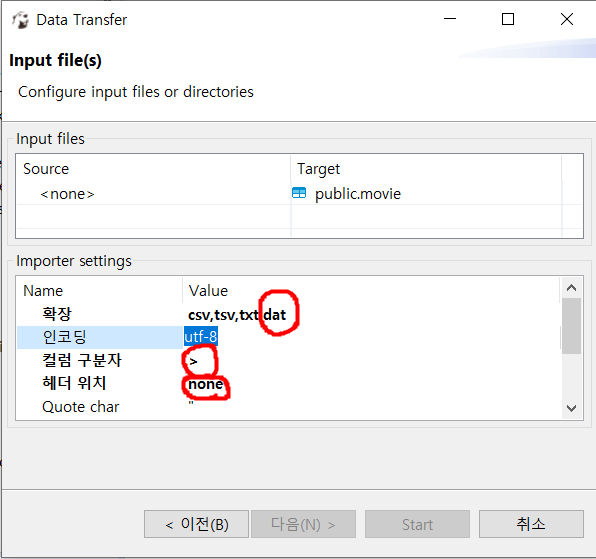 Data Transfer
Input file(s)
Configure input files or directories
Input files
Source Target
<none> public.movie
Importer settings
Name Value
확장 csv,tsv,txt,dat
인코딩 utf-8
컬럼 구분자 >
헤더 위치 none
Quote char "
< 이전(B) 다음(N) > Start 취소